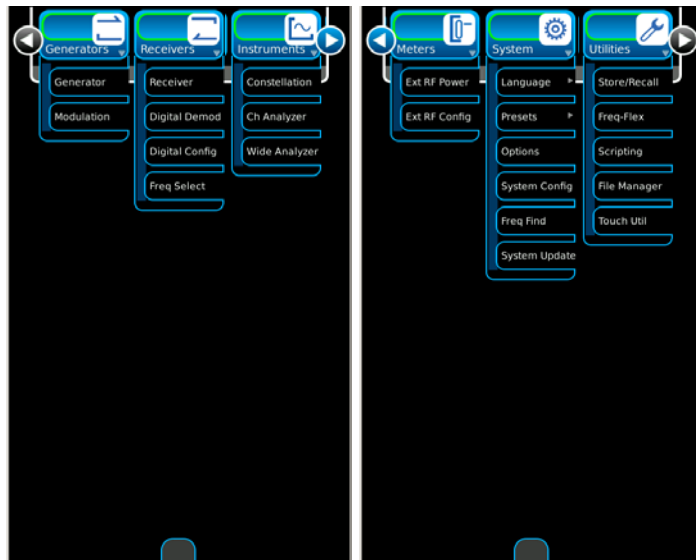 Generators
Generator
Modulation
Receivers
Receiver
Digital Demod
Digital Config
Freq Select
Instruments
Constellation
Ch Analyzer
Wide Analyzer
Meters
Ext RF Power
Ext RF Config
System
Language
Presets
Options
System Config
Freq Find
System Update
Utilities
Store/Recall
Freq-Flex
Scripting
File Manager
Touch Util